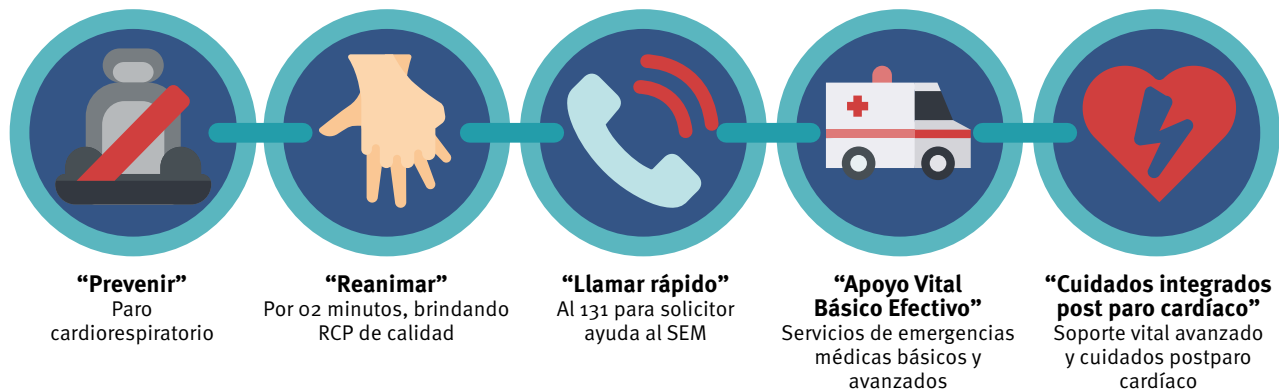 “Prevenir”
Paro
cardiorespiratorio
“Reanimar”
Por 02 minutos, brindando
RCP de calidad
“Llamar rápido”
Al 131 para solicitor
ayuda al SEM
“Apoyo Vital
Básico Efectivo”
Servicios de emergencias
médicas básicos y
avanzados
“Cuidados integrados
post paro cardíaco”
Soporte vital avanzado
y cuidados postparo
cardíaco